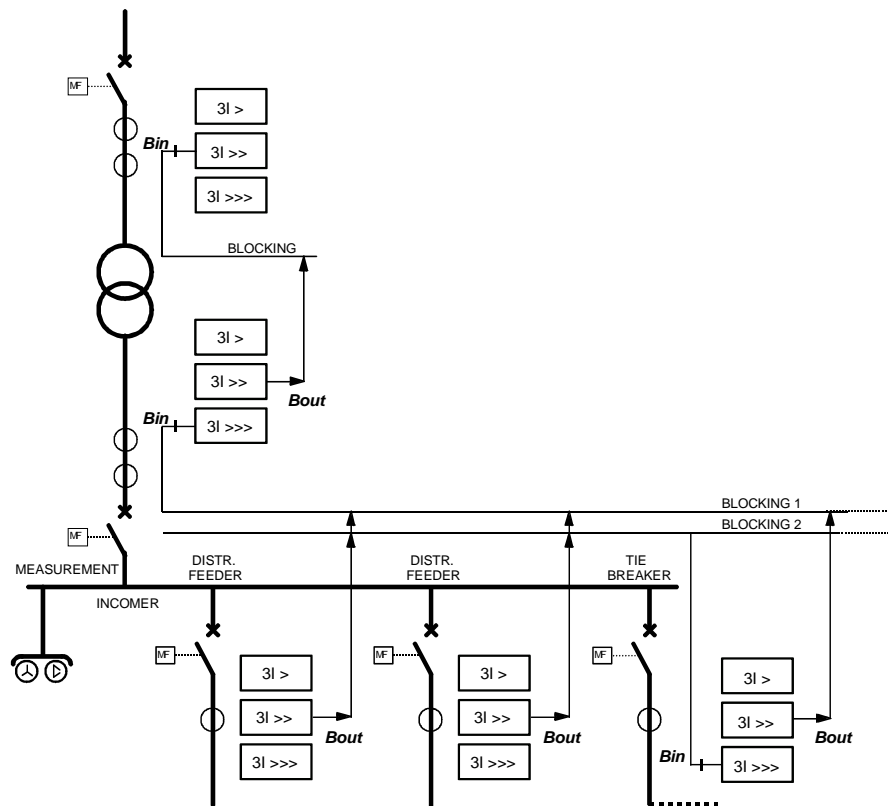 MF
3I >
Bin
3I >>
3I >>>
BLOCKING
3I >
3I >>
Bout
Bin
3I >>>
BLOCKING 1
BLOCKING 2
MF
MEASUREMENT
DISTR.
FEEDER
DISTR.
FEEDER
TIE
BREAKER
INCOMER
MF
3I >
3I >>
Bout
3I >>>
MF
3I >
3I >>
Bout
3I >>>
MF
3I >
3I >>
Bout
Bin
3I >>>